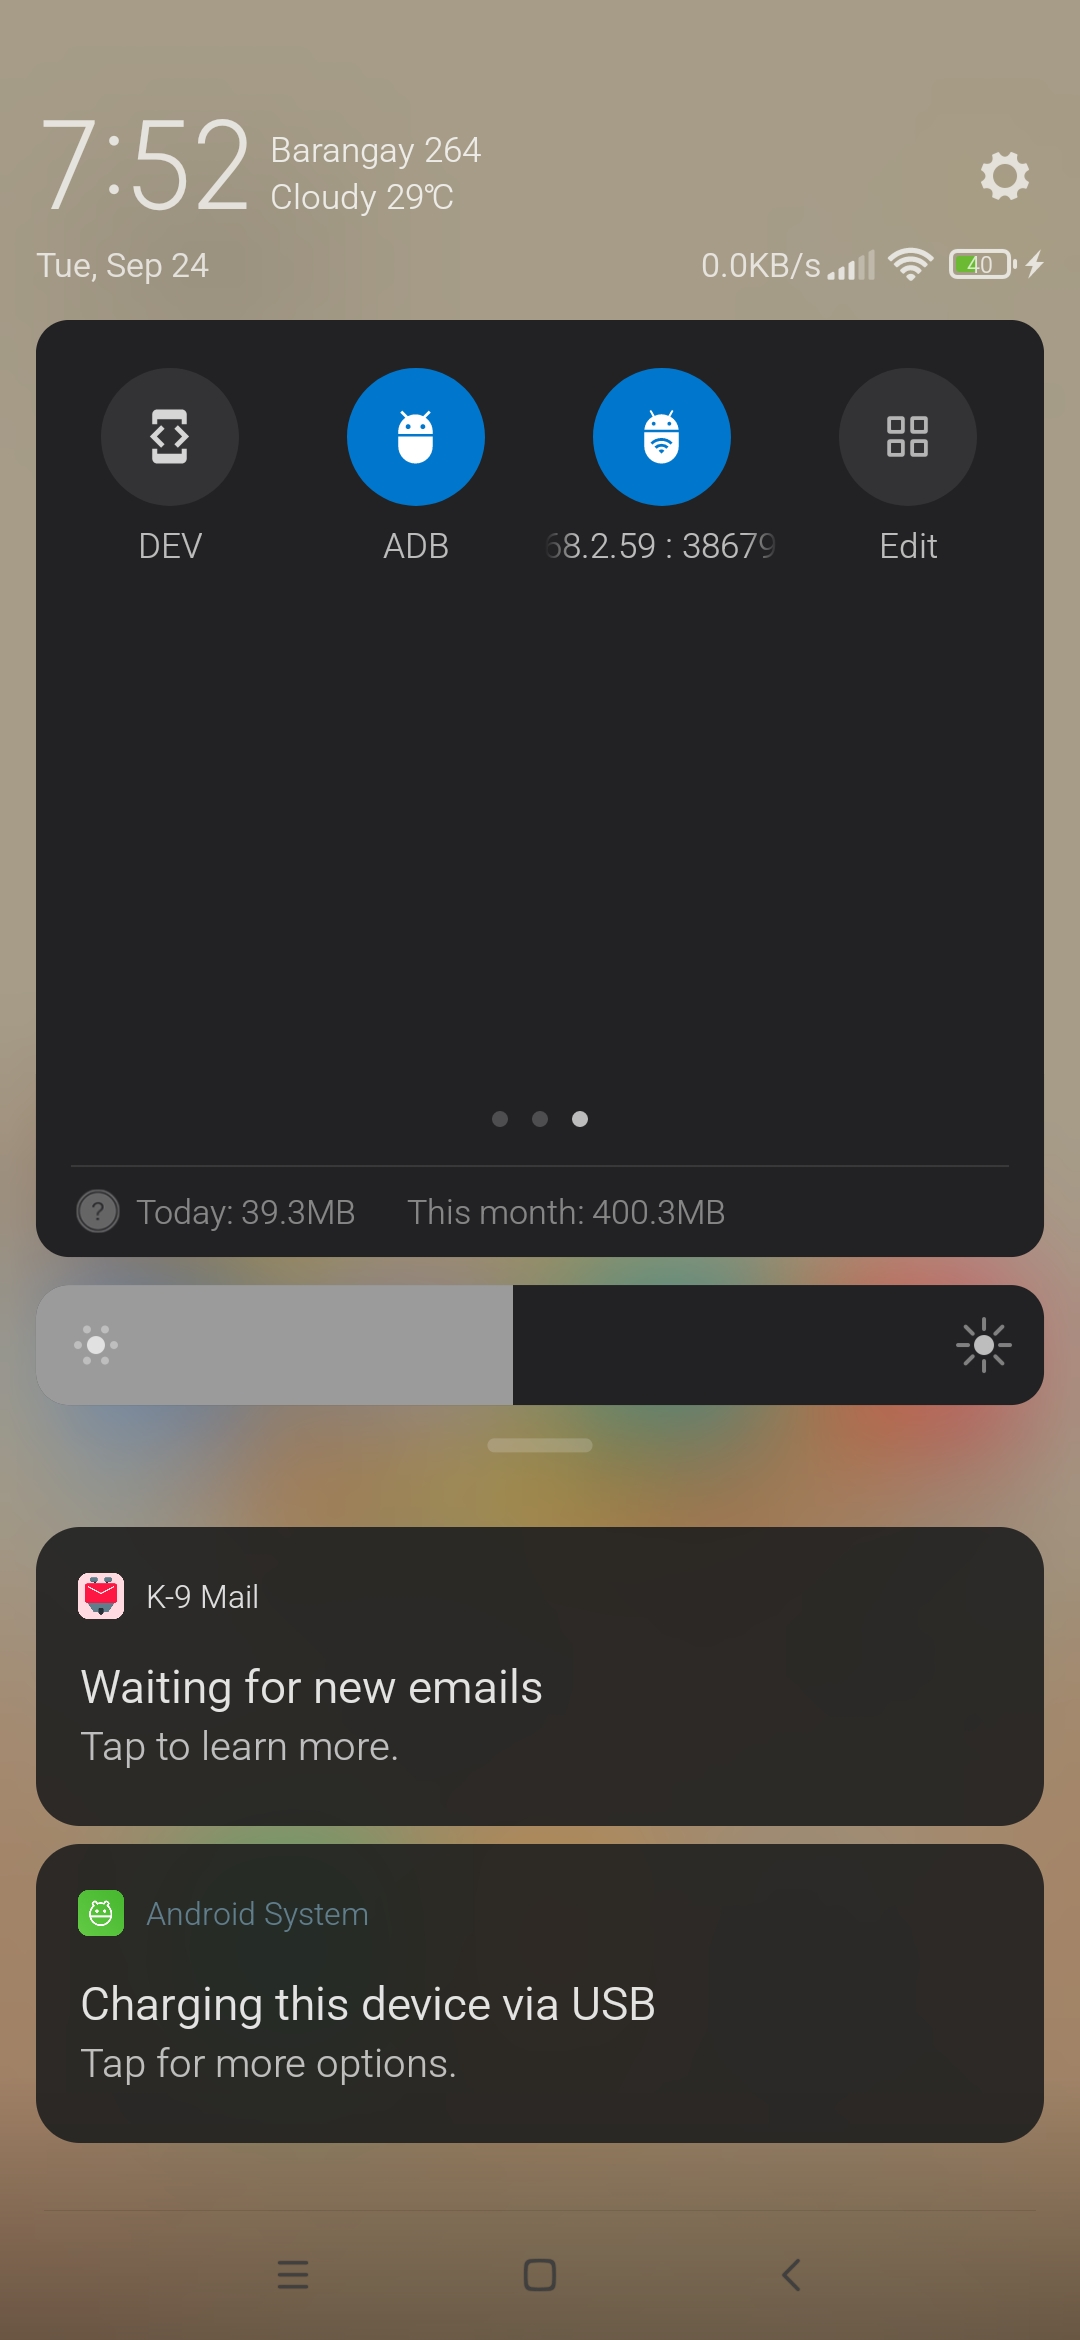 7:52
Barangay 264
Cloudy 29℃
Tue, Sep 24
0.0KB/s
40
DEV
ADB
68.2.59 : 38679
Edit
? Today: 39.3MB This month: 400.3MB
K-9 Mail
Waiting for new emails
Tap to learn more.
Android System
Charging this device via USB
Tap for more options.